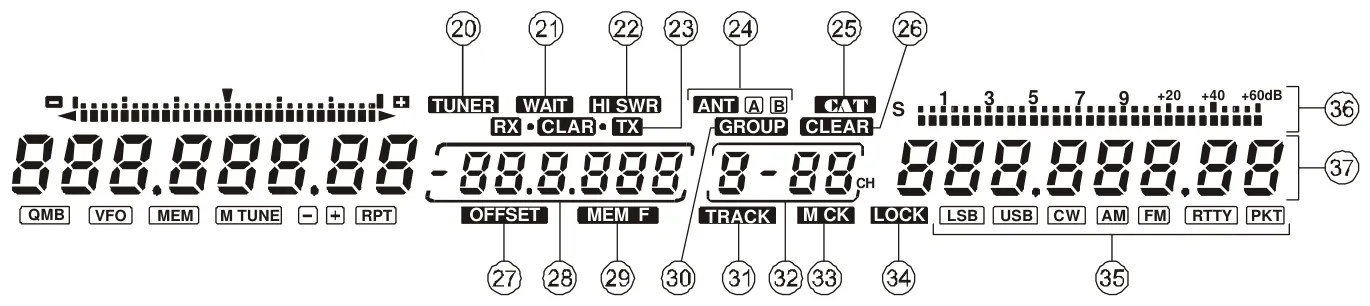 20 21 22 23 24 25 26
TUNER WAIT HI SWR ANT A B CAT S 1 3 5 7 9 +20 +40 +60dB 36
RX • CLAR • TX GROUP CLEAR
888.888.88 -88.8.888 8 - 88 CH 888.888.88 37
QMB VFO MEM M TUNE - + RPT OFFSET MEM F TRACK M CK LOCK LSB USB CW AM FM RTTY PKT
27 28 29 30 31 32 33 34 35